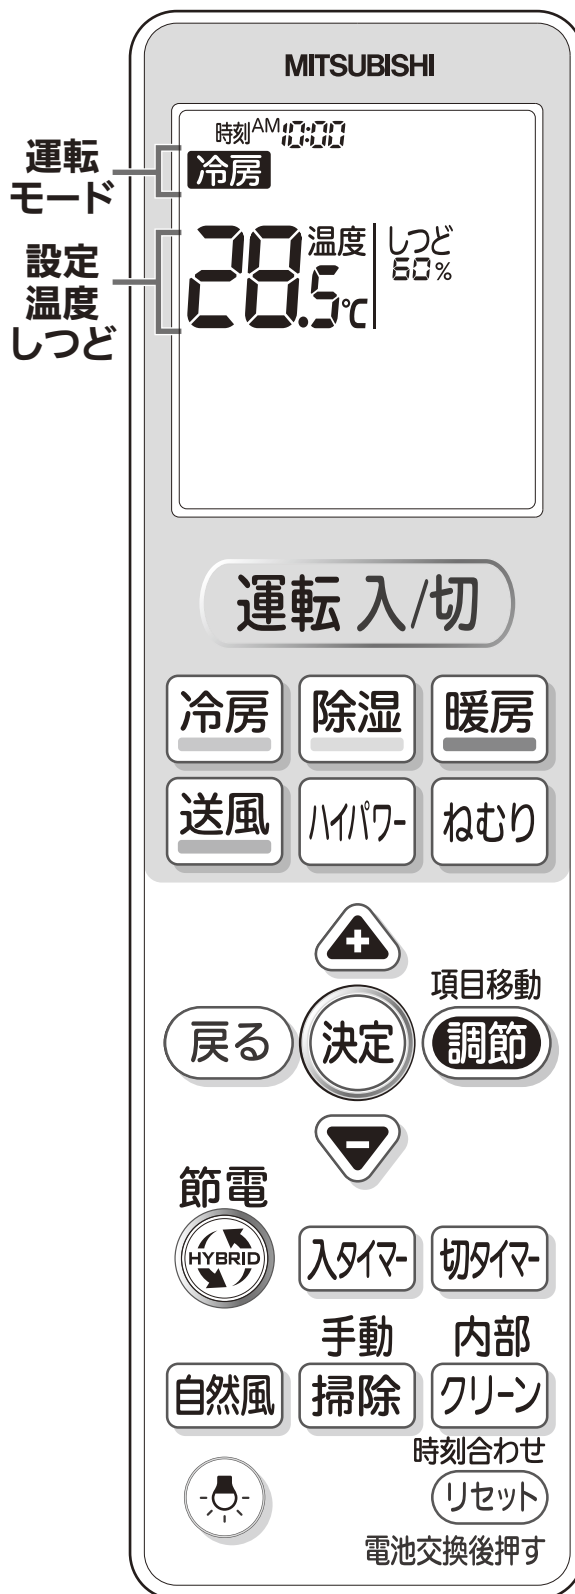 MITSUBISHI
時刻AM10:00
冷房
運転
モード
28.5℃ 温度 しつど
60%
設定
温度
しつど
運転 入/切
冷房 除湿 暖房
送風 ハイパワー ねむり
+
項目移動
戻る 決定 調節
-
節電
HYBRID 入タイマー 切タイマー
手動 内部
自然風 掃除 クリーン
時刻合わせ
リセット
電池交換後押す